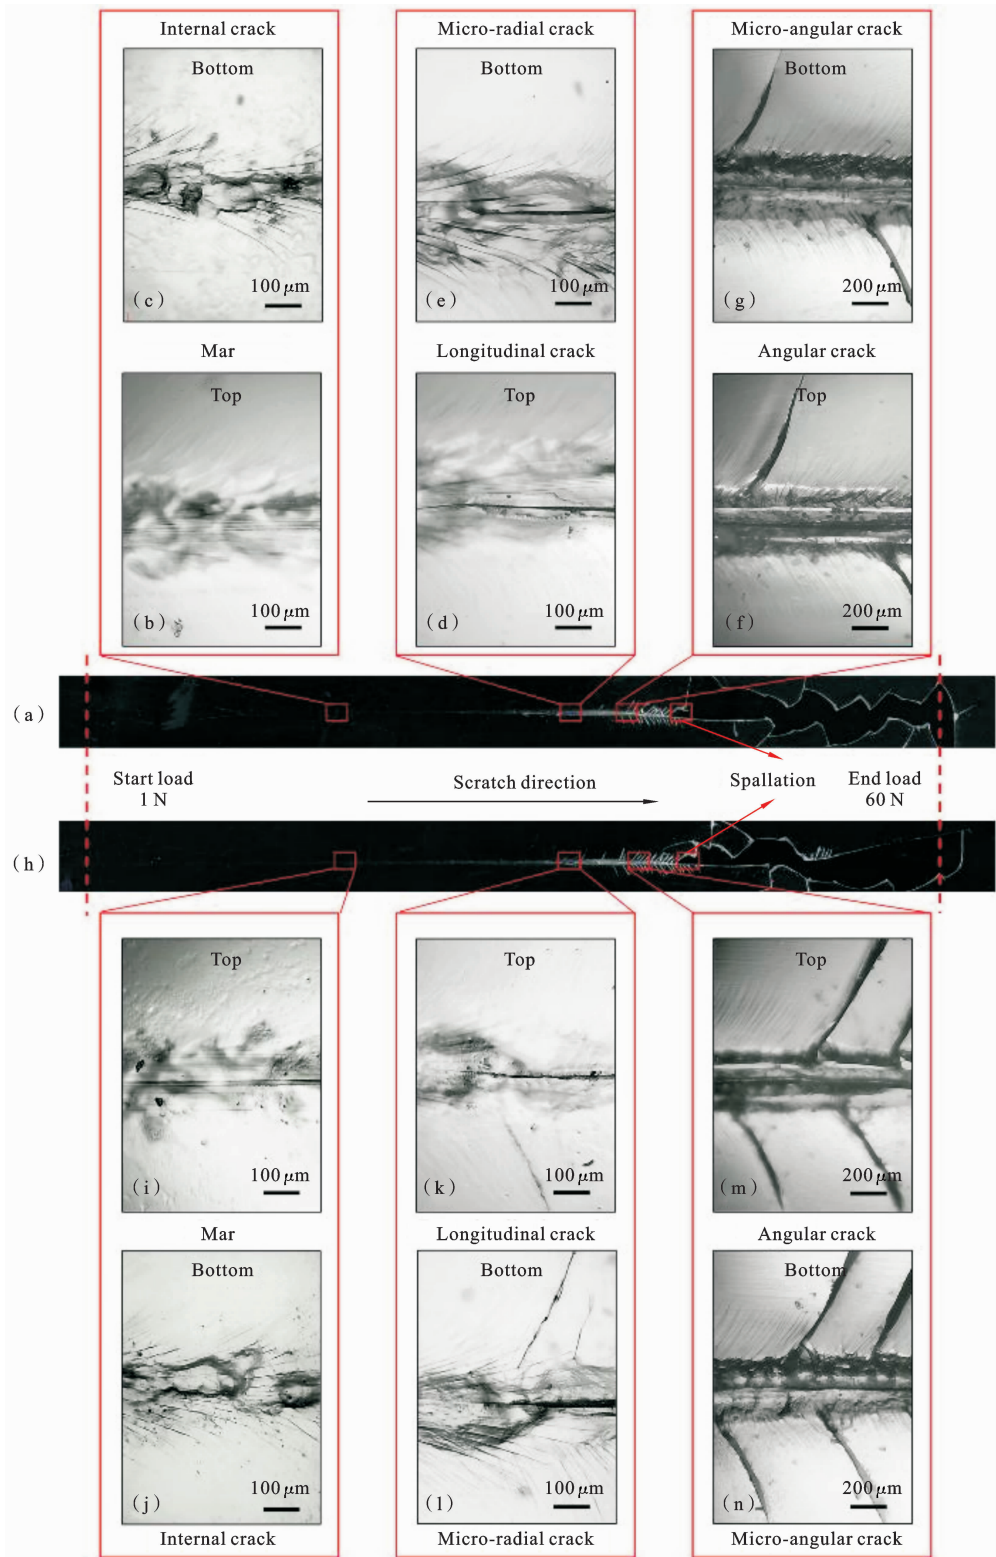 Internal crack
Micro-radial crack
Micro-angular crack
Bottom
Bottom
Bottom
100 μm
100 μm
200 μm
(c)
(e)
(g)
Mar
Longitudinal crack
Angular crack
Top
Top
Top
100 μm
100 μm
200 μm
(b)
(d)
(f)
(a)
Start load
1 N
Scratch direction
Spallation
End load
60 N
(h)
Top
Top
Top
100 μm
100 μm
200 μm
(i)
(k)
(m)
Mar
Longitudinal crack
Angular crack
Bottom
Bottom
Bottom
100 μm
100 μm
200 μm
(j)
(l)
(n)
Internal crack
Micro-radial crack
Micro-angular crack